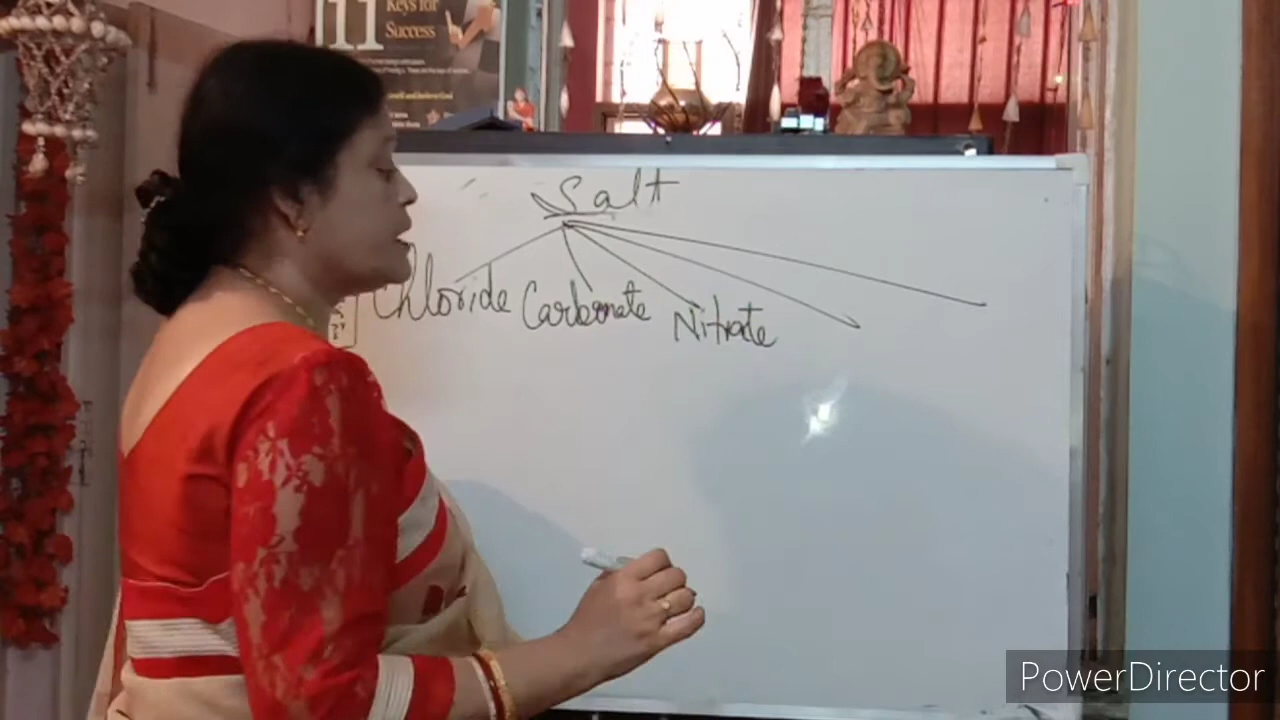 11 Keys for
Success
Salt
Chloride Carbonate Nitrate
PowerDirector